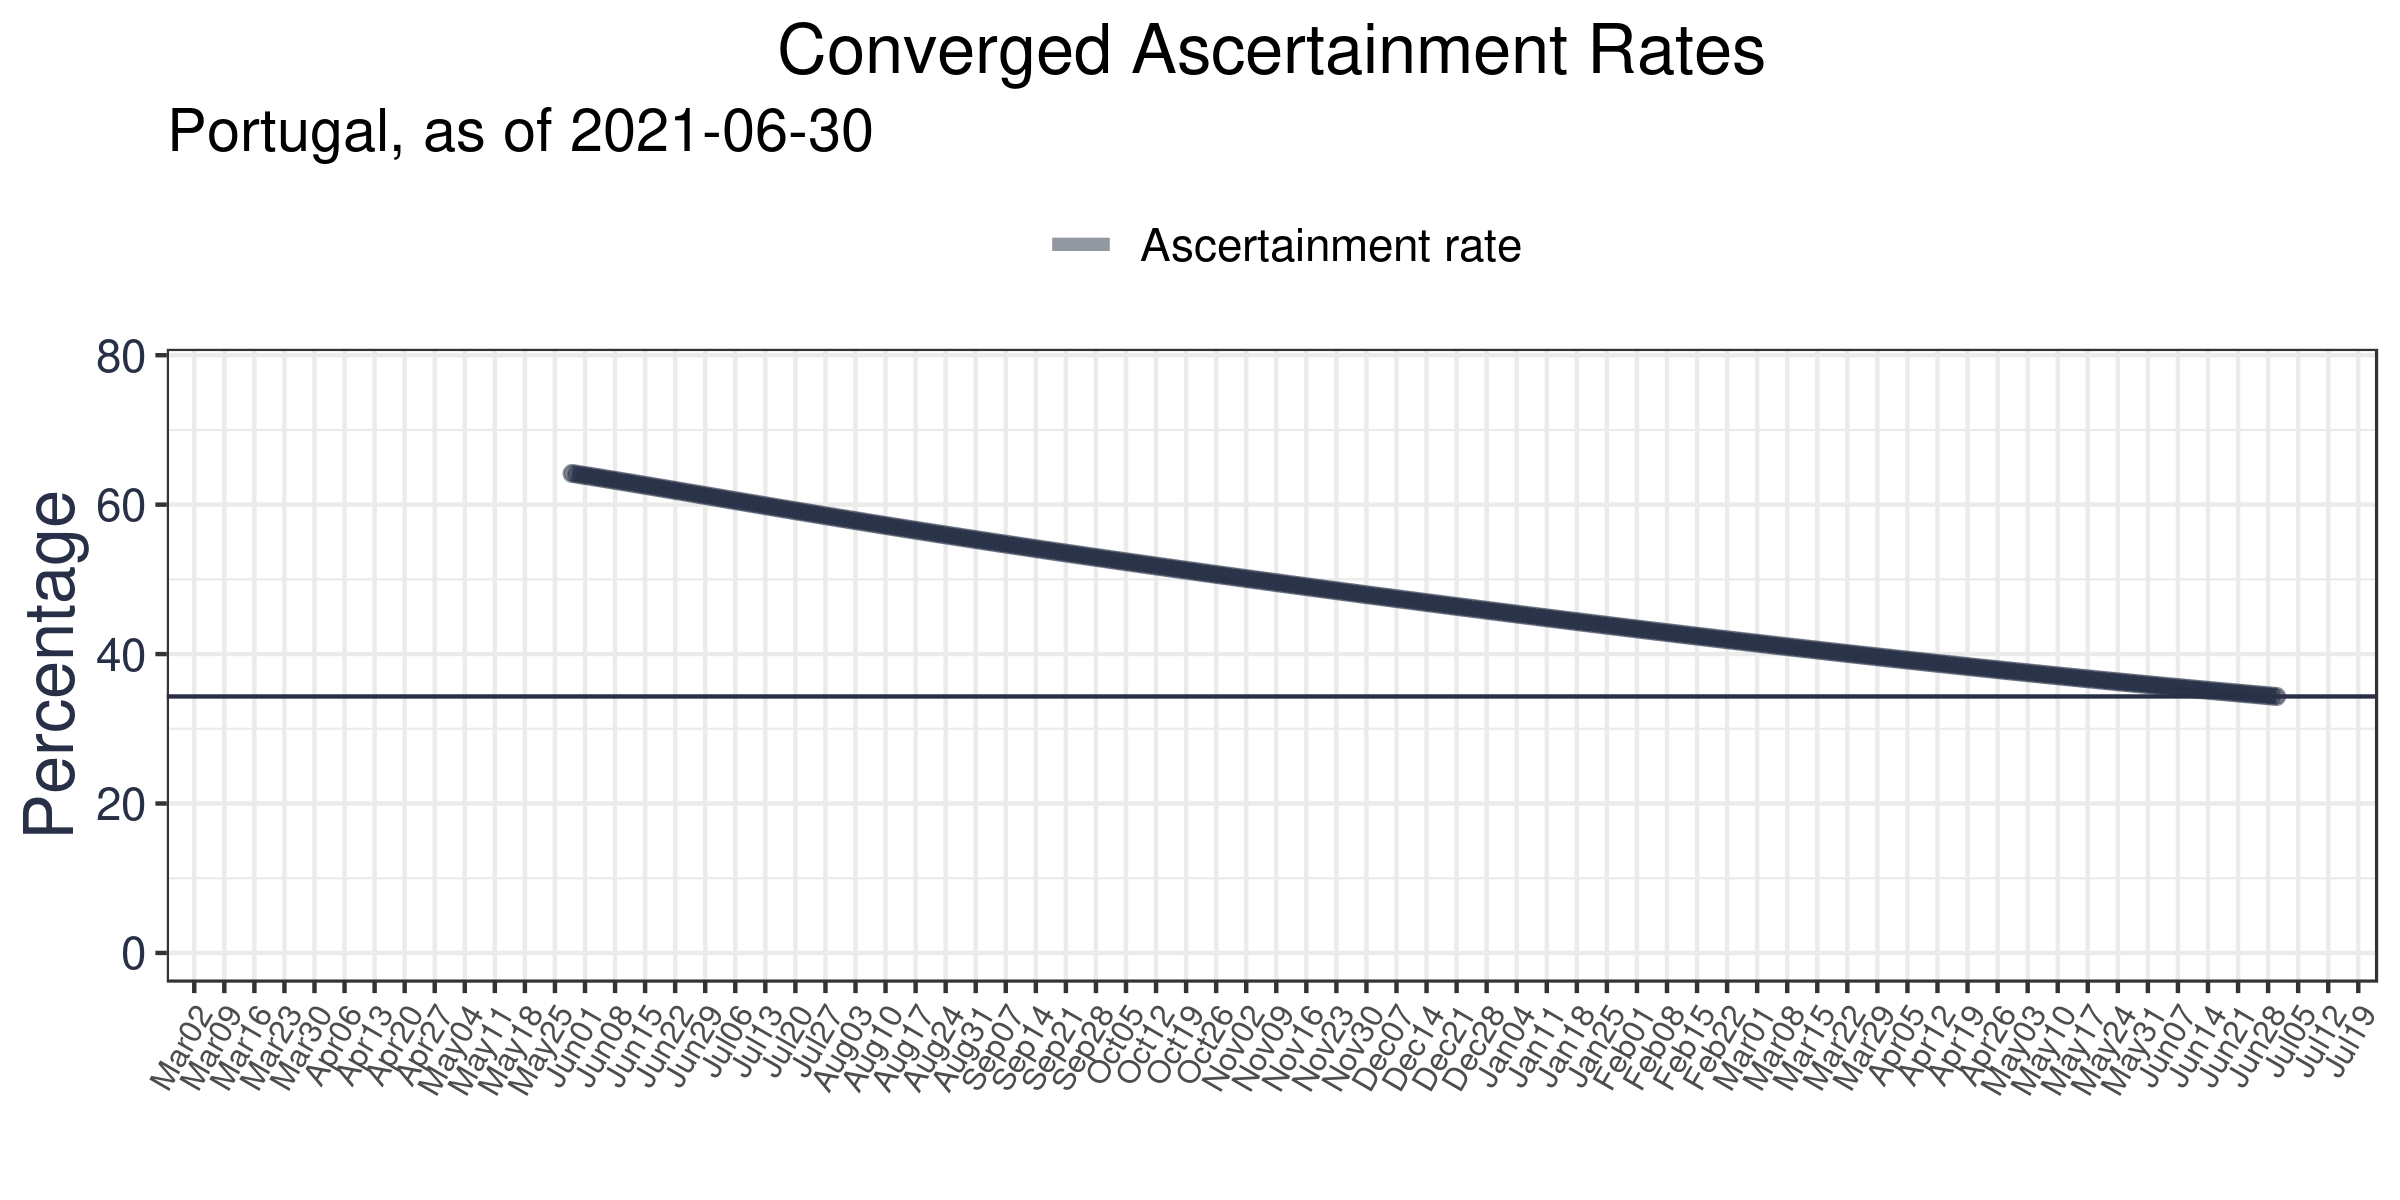 Converged Ascertainment Rates
Portugal, as of 2021-06-30
Ascertainment rate
Percentage
80
60
40
20
0
Mar02
Mar09
Mar16
Mar23
Mar30
Apr06
Apr13
Apr20
Apr27
May04
May11
May18
May25
Jun01
Jun08
Jun15
Jun22
Jun29
Jul06
Jul13
Jul20
Jul27
Aug03
Aug10
Aug17
Aug24
Aug31
Sep07
Sep14
Sep21
Sep28
Oct05
Oct12
Oct19
Oct26
Nov02
Nov09
Nov16
Nov23
Nov30
Dec07
Dec14
Dec21
Dec28
Jan04
Jan11
Jan18
Jan25
Feb01
Feb08
Feb15
Feb22
Mar01
Mar08
Mar15
Mar22
Mar29
Apr05
Apr12
Apr19
Apr26
May03
May10
May17
May24
May31
Jun07
Jun14
Jun21
Jun28
Jul05
Jul12
Jul19